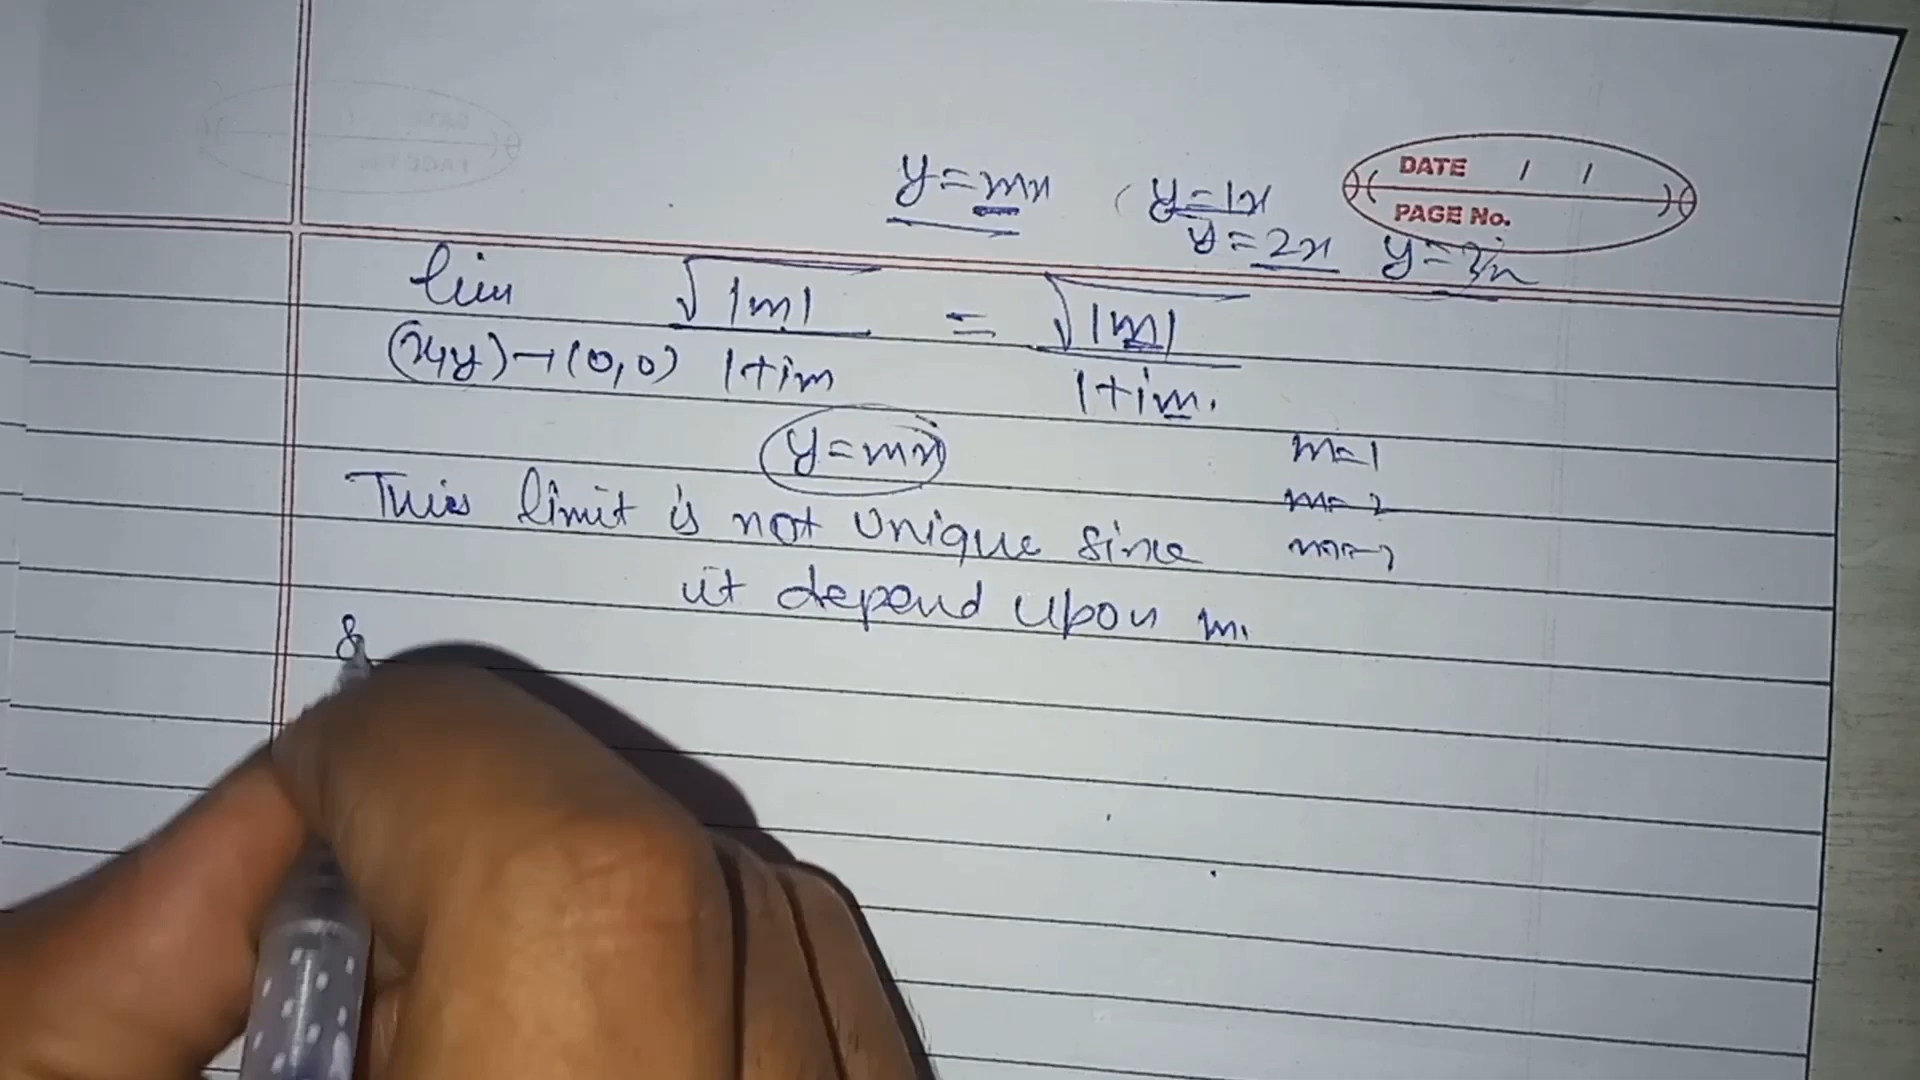 y=mx (y=1x
DATE / /
PAGE No.
y=2x y=3x
lim √|m| = √|m|
(x,y)→(0,0) 1+im 1+im.
y=mx m=1
m=2
This limit is not unique since
it depend upon m.